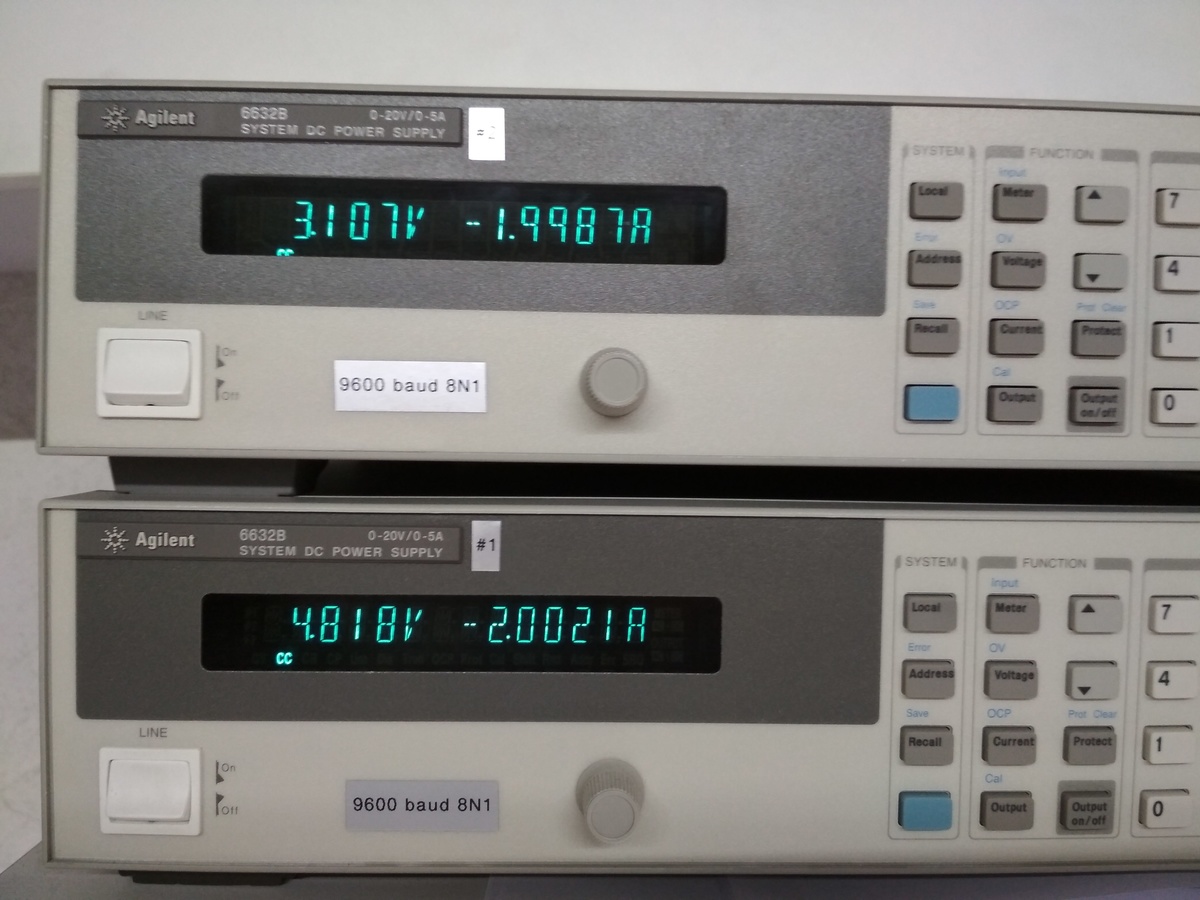 Agilent
6632B 0-20V/0-5A
SYSTEM DC POWER SUPPLY
3.107V -1.9987A
CC
LINE
On
Off
9600 baud 8N1
SYSTEM FUNCTION
Input
Local Meter 7
Error OV
Address Voltage 4
Save OCP Prot Clear
Recall Current Protect 1
Cal
Output Output on/off 0
Agilent
6632B 0-20V/0-5A
SYSTEM DC POWER SUPPLY
#1
4.818V -2.0021A
CC
LINE
On
Off
9600 baud 8N1
SYSTEM FUNCTION
Input
Local Meter 7
Error OV
Address Voltage 4
Save OCP Prot Clear
Recall Current Protect 1
Cal
Output Output on/off 0